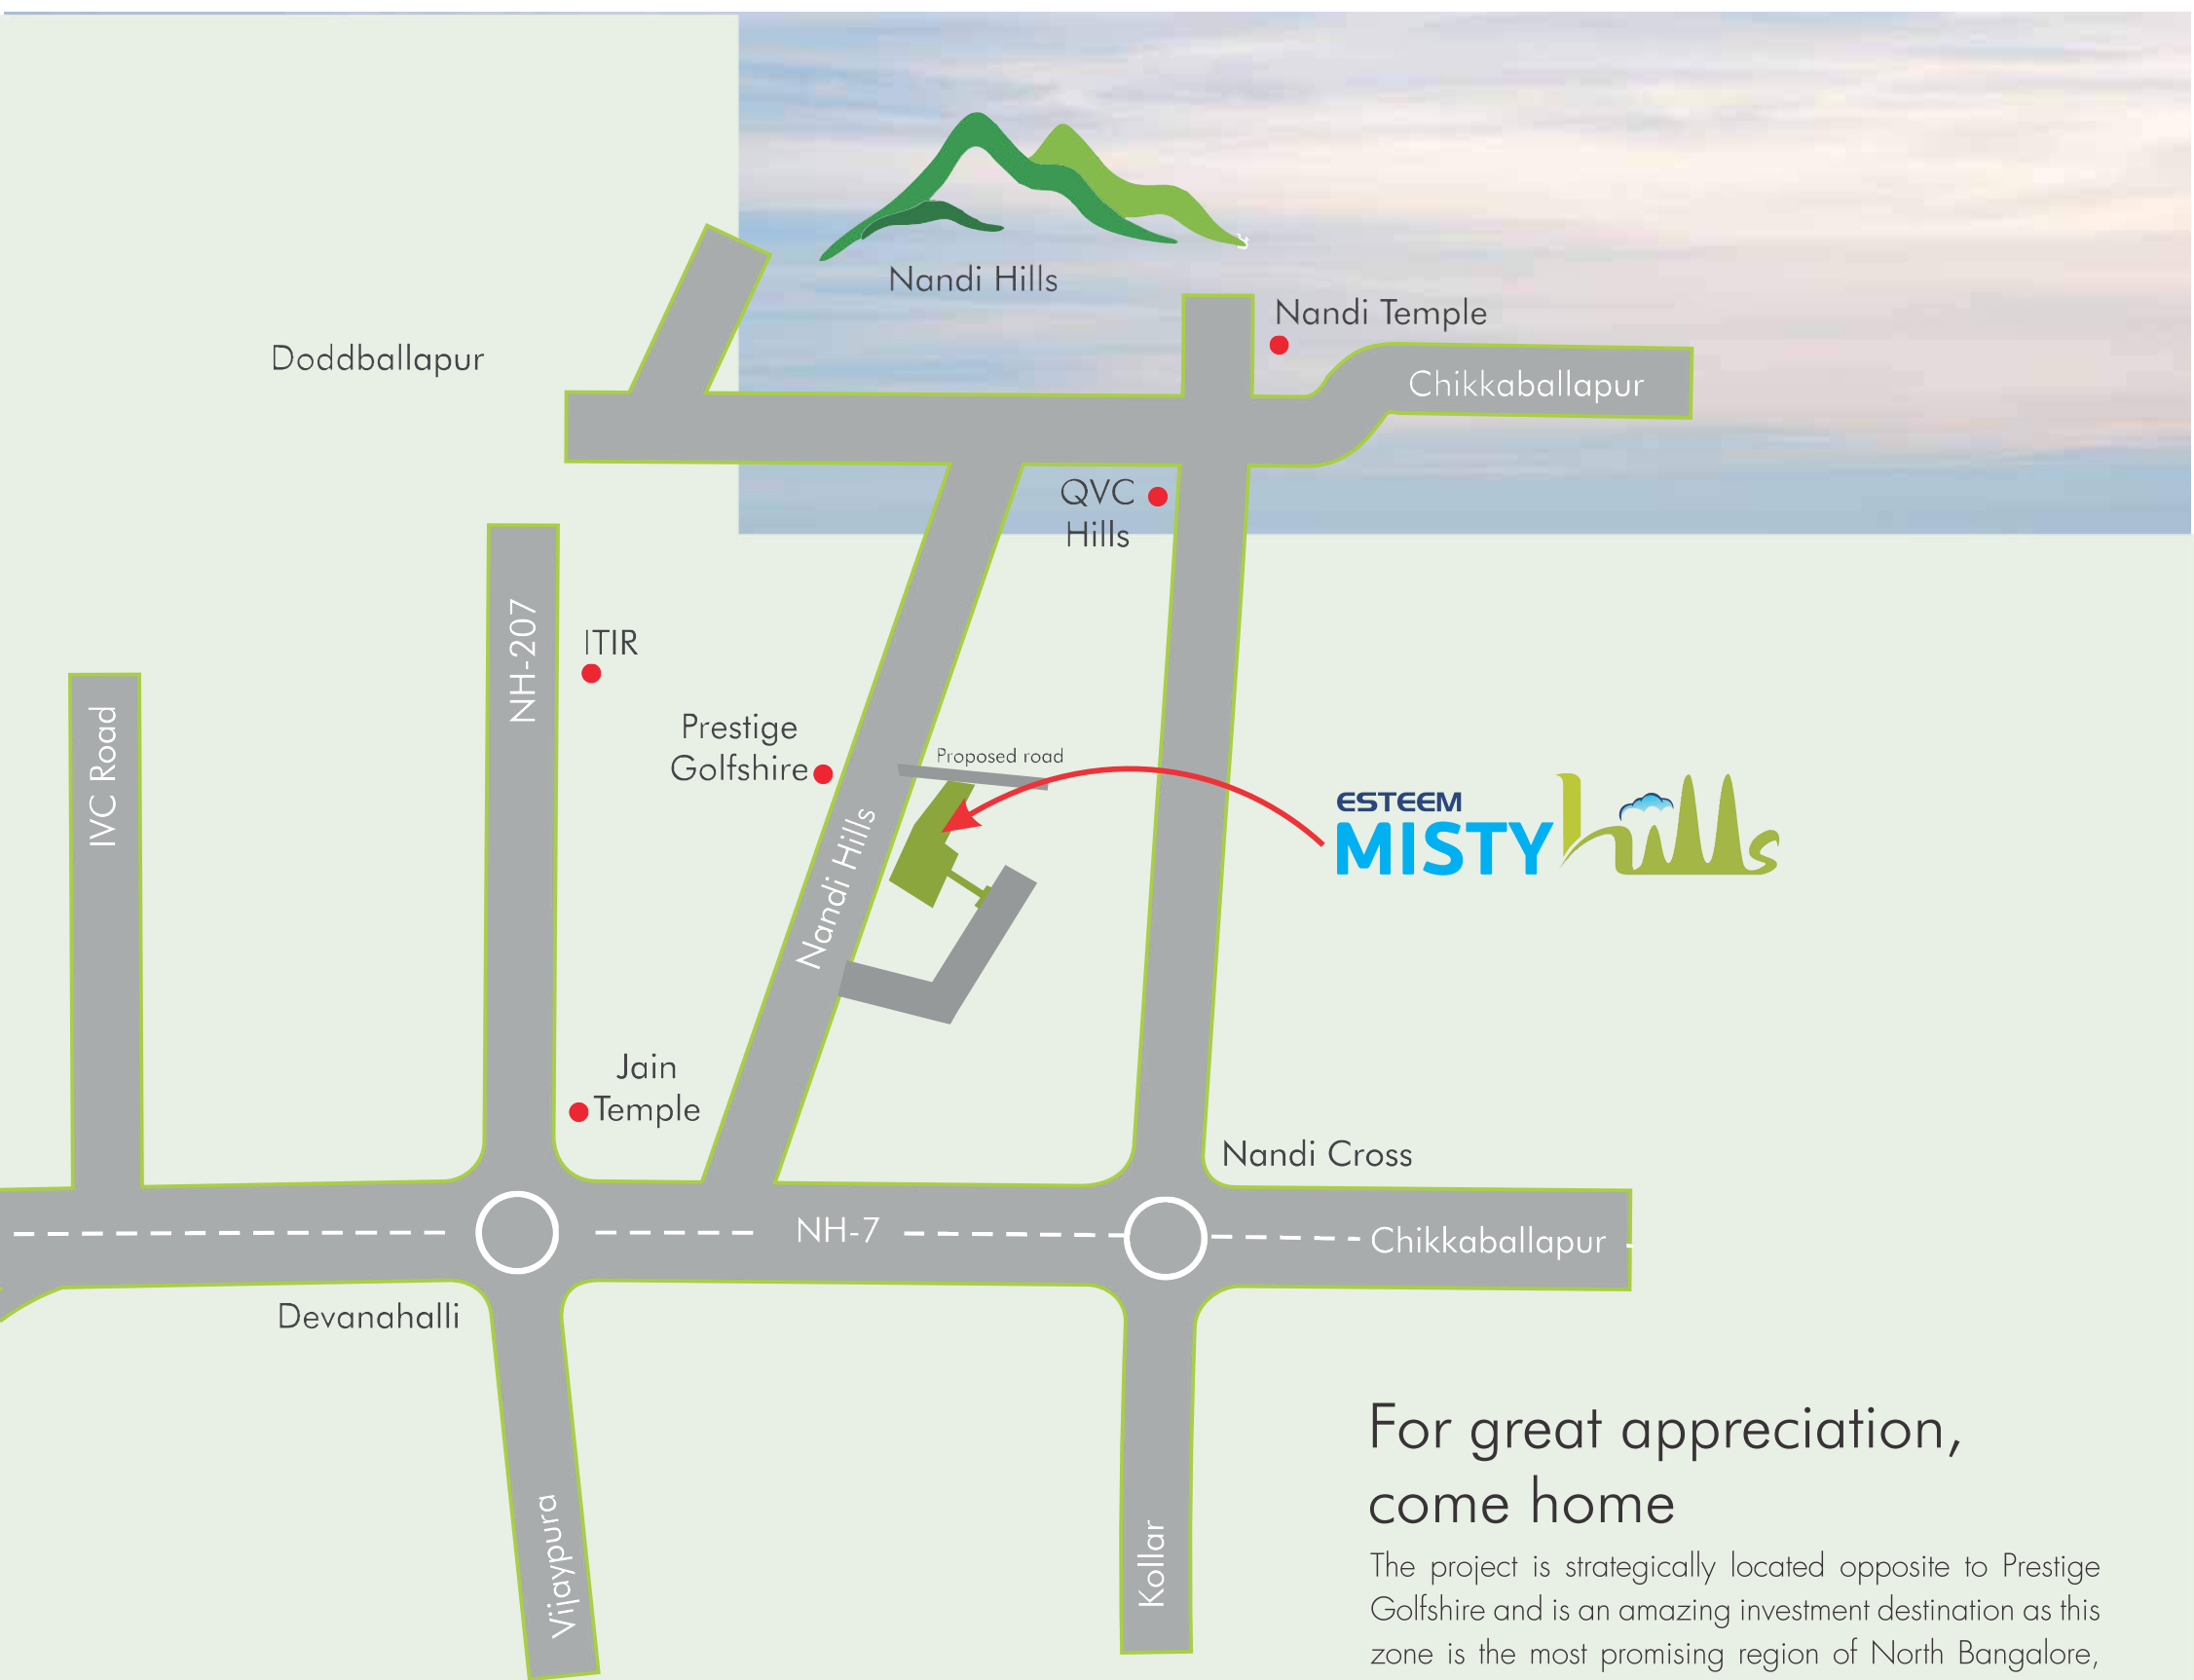 Nandi Hills
Nandi Temple
Doddballapur
Chikkaballapur
QVC
Hills
NH-207
ITIR
IVC Road
Prestige
Golfshire
Proposed road
Nandi Hills
ESTEEM
MISTY hills
Jain
Temple
Nandi Cross
NH-7
Chikkaballapur
Devanahalli
Vijaypura
Kollar
For great appreciation,
come home
The project is strategically located opposite to Prestige
Golfshire and is an amazing investment destination as this
zone is the most promising region of North Bangalore,